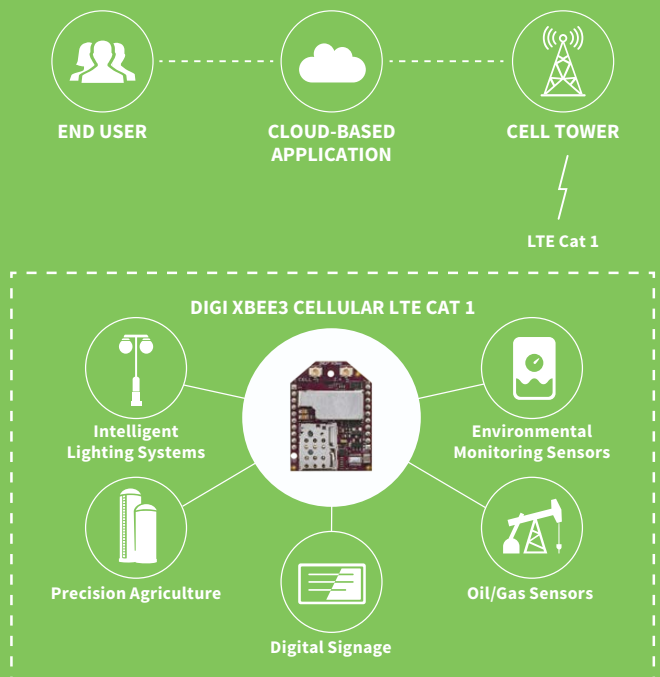 END USER
CLOUD-BASED
APPLICATION
CELL TOWER
LTE Cat 1
DIGI XBEE3 CELLULAR LTE CAT 1
Intelligent
Lighting Systems
Environmental
Monitoring Sensors
Precision Agriculture
Oil/Gas Sensors
Digital Signage